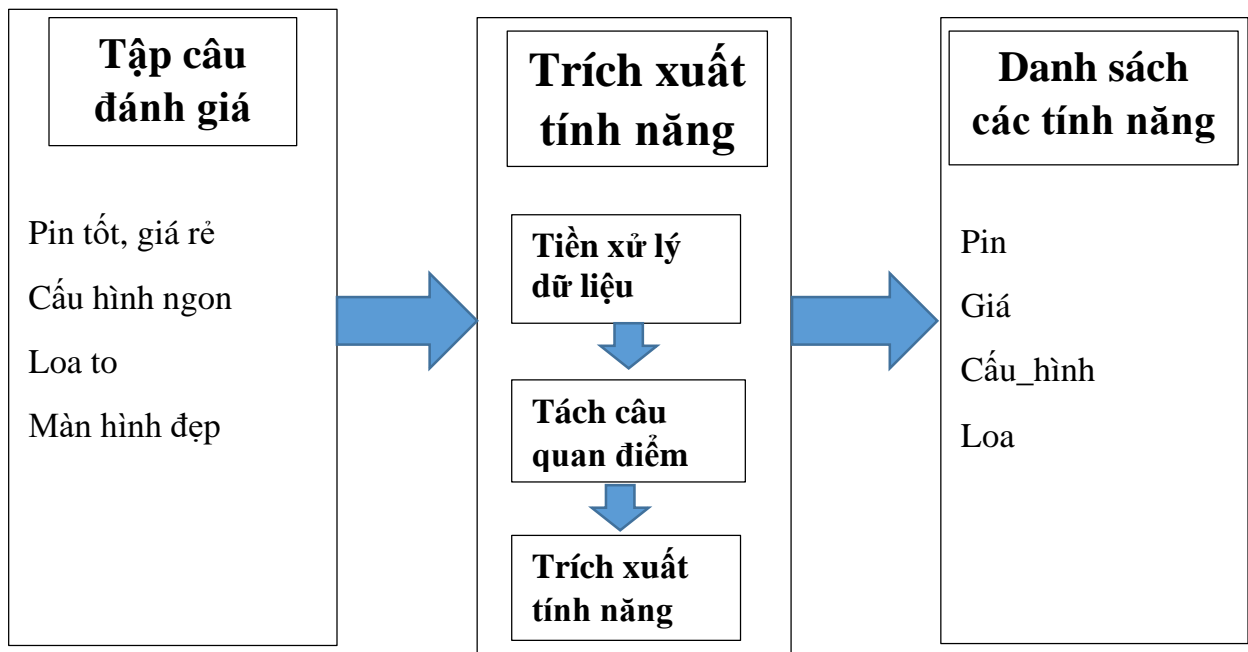 Tập câu
đánh giá
Pin tốt, giá rẻ
Cấu hình ngon
Loa to
Màn hình đẹp
Trích xuất
tính năng
Tiền xử lý
dữ liệu
Tách câu
quan điểm
Trích xuất
tính năng
Danh sách
các tính năng
Pin
Giá
Cấu_hình
Loa